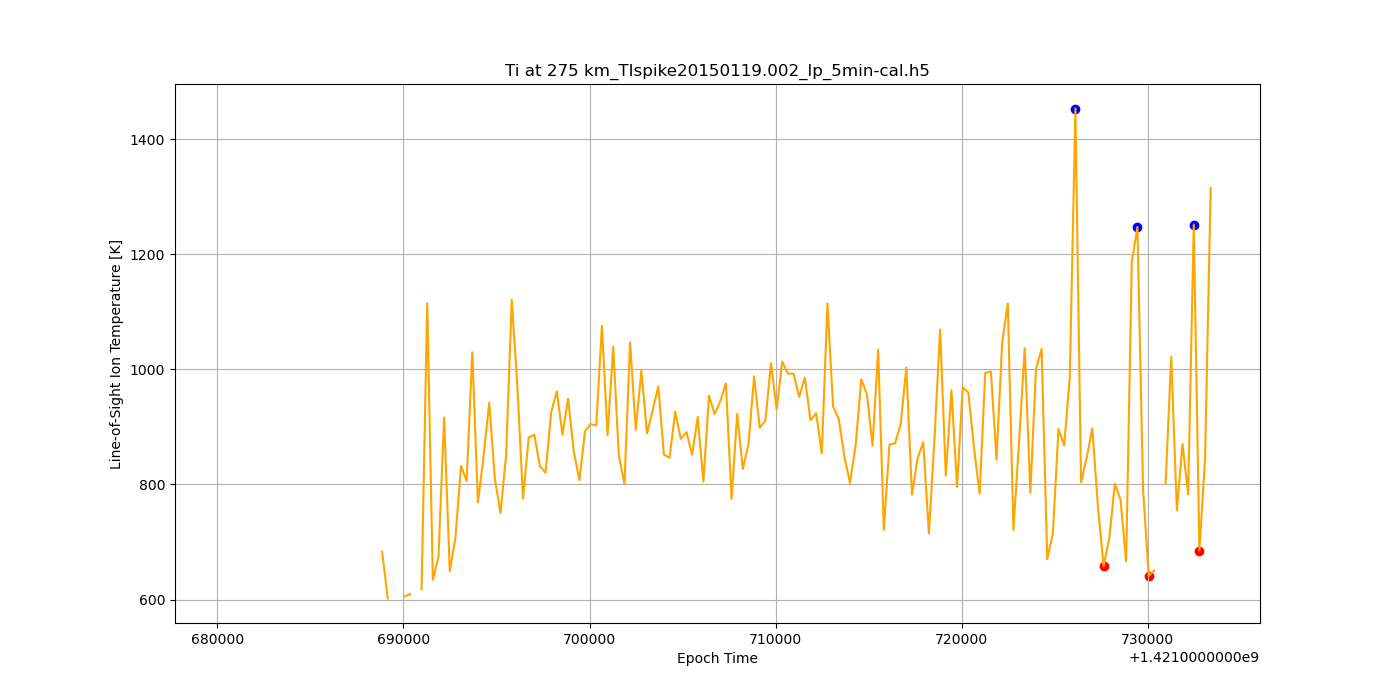 Ti at 275 km_TIspike20150119.002_lp_5min-cal.h5
Line-of-Sight Ion Temperature [K]
1400
1200
1000
800
600
680000 690000 700000 710000 720000 730000
Epoch Time
+1.4210000000e9